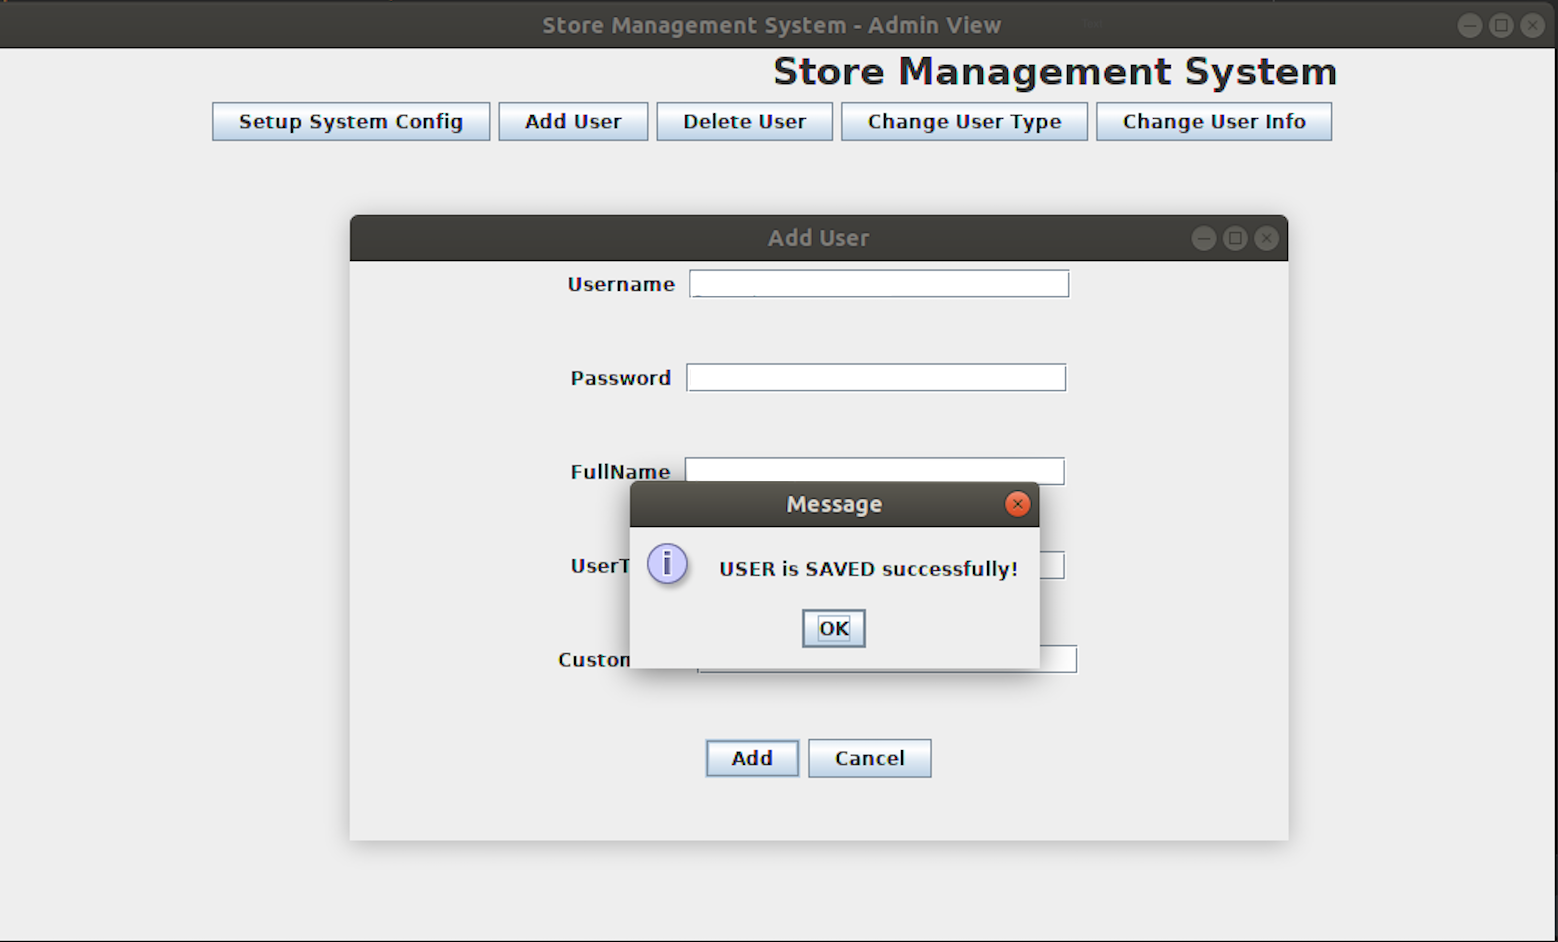 Store Management System - Admin View
Store Management System
Setup System Config Add User Delete User Change User Type Change User Info
Add User
Username
Password
FullName
Message
UserT
USER is SAVED successfully!
OK
Custon
Add Cancel